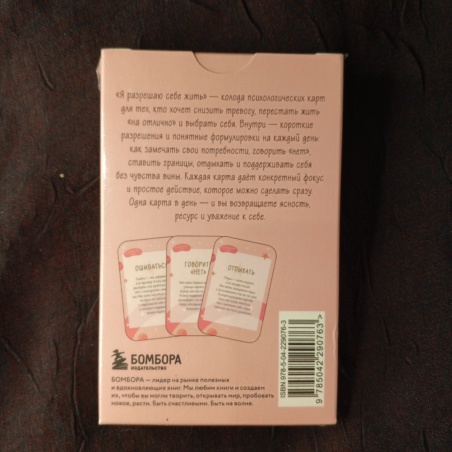 «Я разрешаю себе жить» — колода психологических карт
для тех, кто хочет снизить тревогу, перестать жить
«на отлично» и выбрать себя. Внутри — короткие
разрешения и понятные формулировки на каждый день:
как замечать свои потребности, говорить «нет»,
ставить границы, отдыхать и поддерживать себя
без чувства вины. Каждая карта даёт конкретный фокус
и простое действие, которое можно сделать сразу.
Одна карта в день — и вы возвращаете ясность,
ресурс и уважение к себе.
ОШИБАТЬСЯ
ГОВОРИТЬ
«НЕТ»
ОТДЫХАТЬ
БОМБОРА
ИЗДАТЕЛЬСТВО
БОМБОРА — лидер на рынке полезных
и вдохновляющих книг. Мы любим книги и создаем
их, чтобы вы могли творить, открывать мир, пробовать
новое, расти. Быть счастливыми. Быть на волне.
ISBN 978-5-04-229076-3
9 785042 290763 >